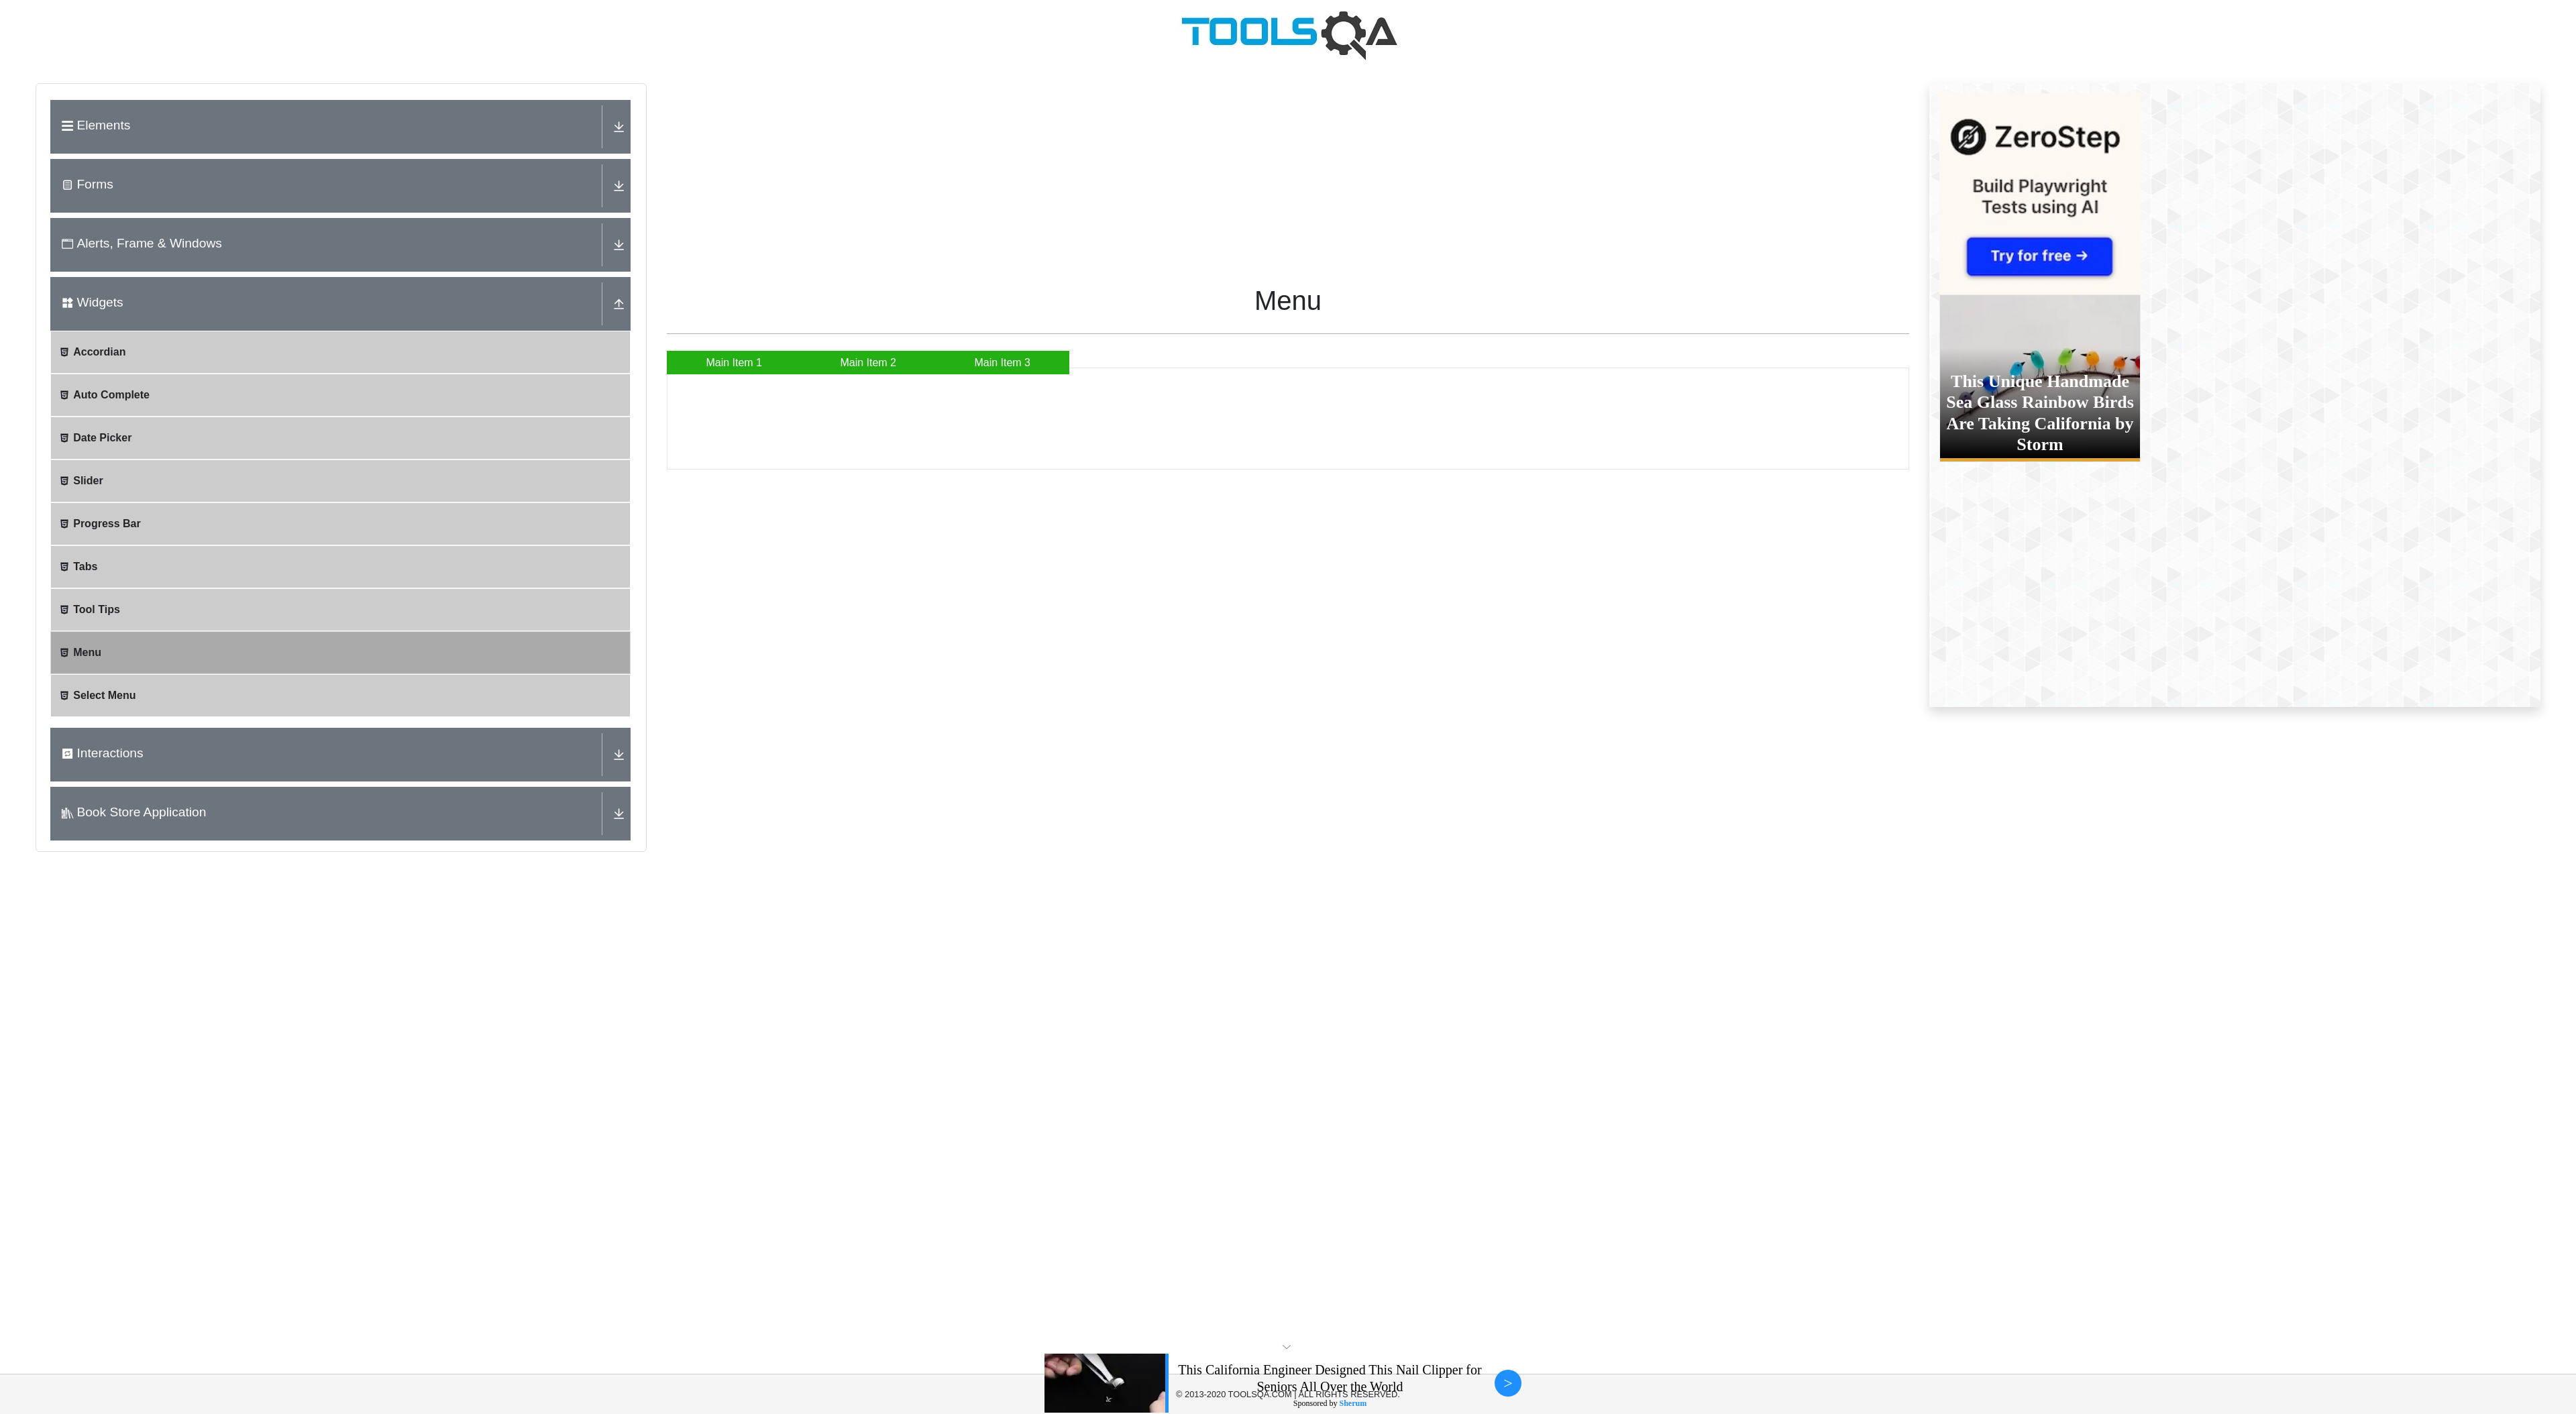 TOOLSQA
Elements
Forms
Alerts, Frame & Windows
Widgets
Accordian
Auto Complete
Date Picker
Slider
Progress Bar
Tabs
Tool Tips
Menu
Select Menu
Interactions
Book Store Application
Menu
Main Item 1
Main Item 2
Main Item 3
ZeroStep
Build Playwright
Tests using AI
Try for free →
This Unique Handmade
Sea Glass Rainbow Birds
Are Taking California by
Storm
This California Engineer Designed This Nail Clipper for
Seniors All Over the World
© 2013-2020 TOOLSQA.COM | ALL RIGHTS RESERVED.
Sponsored by Sherum
>